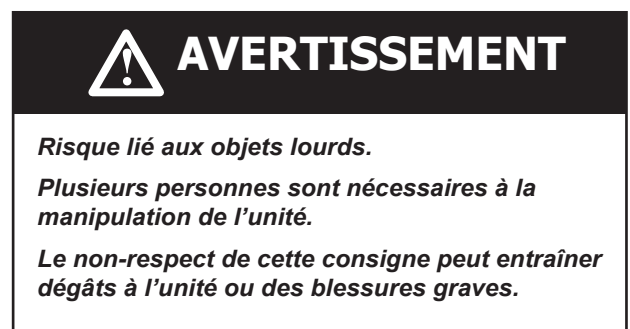 AVERTISSEMENT
Risque lié aux objets lourds.
Plusieurs personnes sont nécessaires à la
manipulation de l'unité.
Le non-respect de cette consigne peut entraîner
dégâts à l'unité ou des blessures graves.